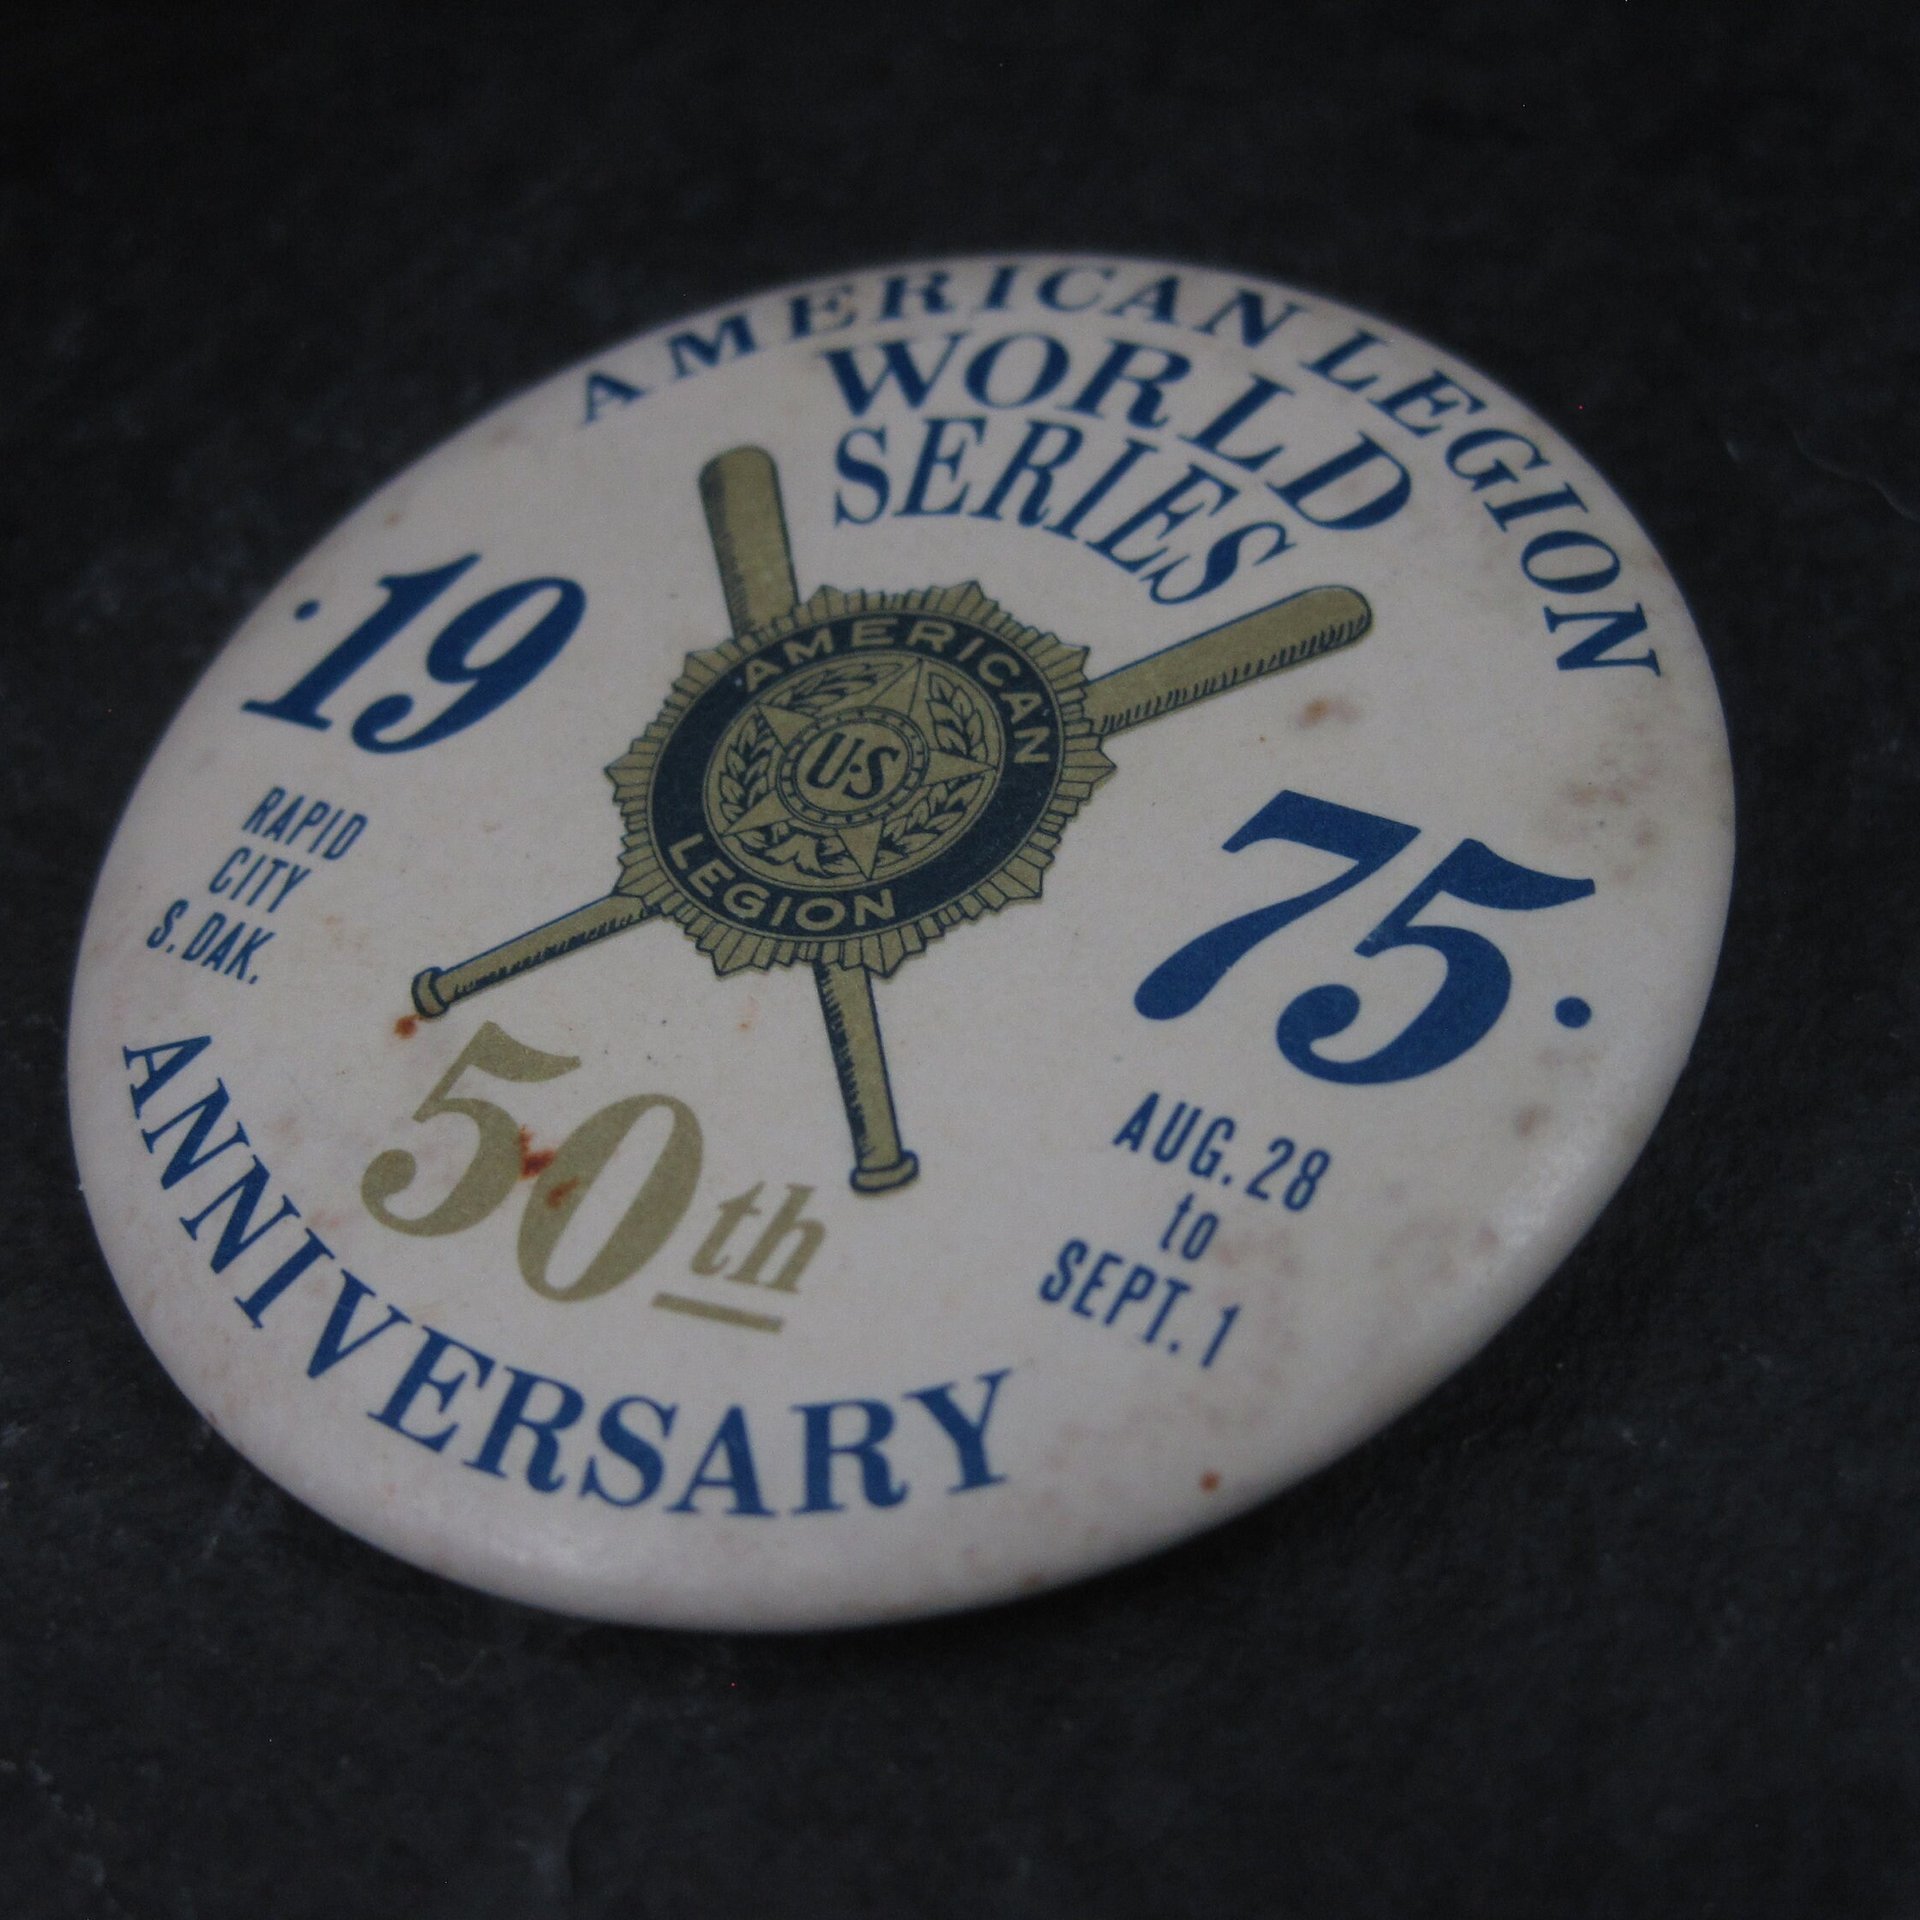 AMERICAN LEGION
WORLD
SERIES
·19
75·
AMERICAN
U·S
LEGION
RAPID
CITY
S. DAK.
AUG. 28
to
SEPT. 1
50th
ANNIVERSARY